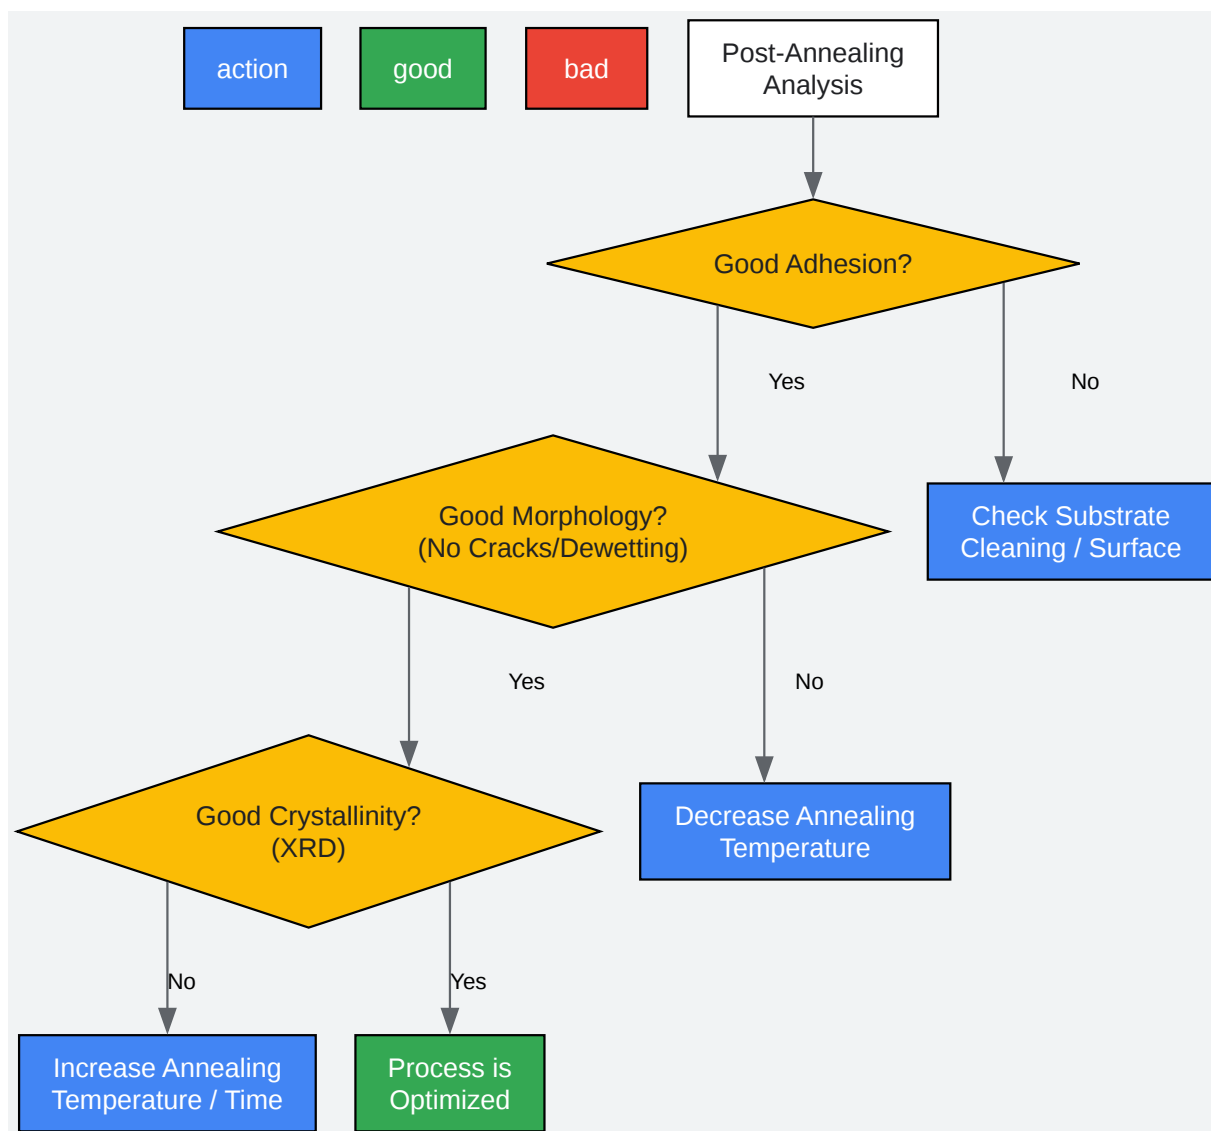 action
good
bad
Post-Annealing
Analysis
Good Adhesion?
Yes
No
Good Morphology?
(No Cracks/Dewetting)
Check Substrate
Cleaning / Surface
Yes
No
Good Crystallinity?
(XRD)
Decrease Annealing
Temperature
No
Yes
Increase Annealing
Temperature / Time
Process is
Optimized